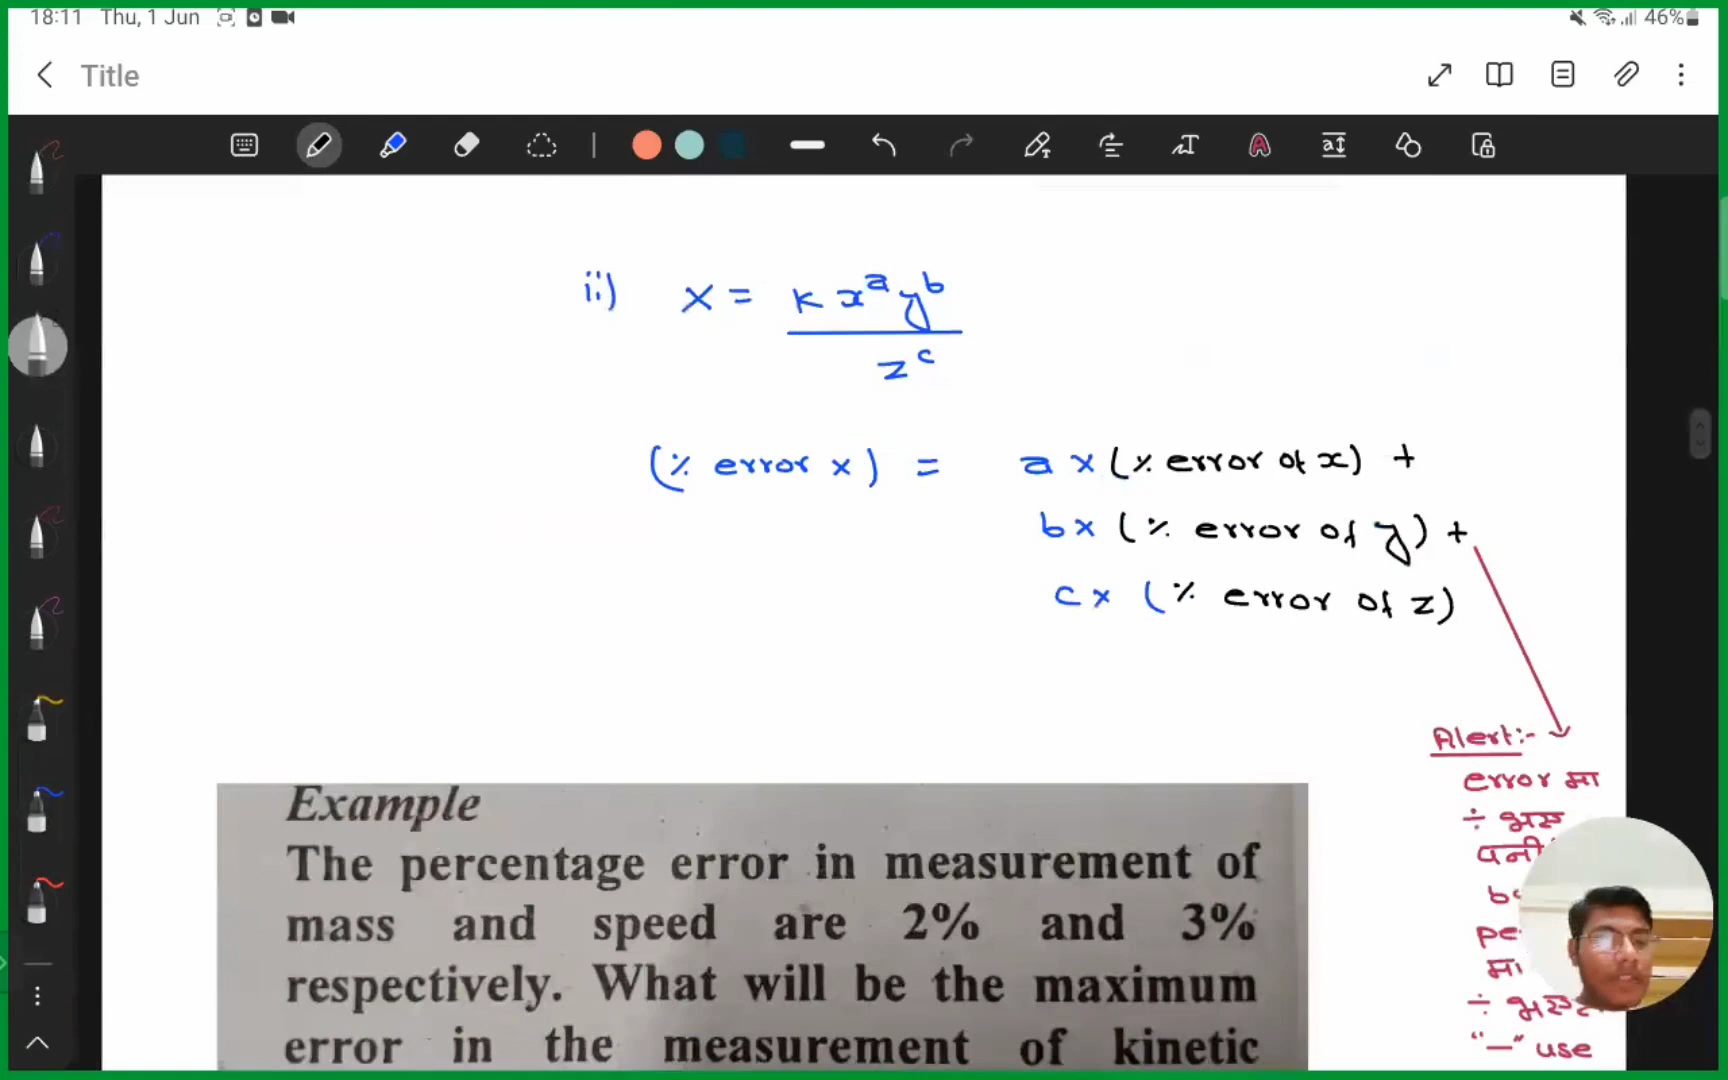 18:11 Thu, 1 Jun
46%
Title
ii) X = K x^a y^b
z^c
(% error x) = a x (% error of x) +
b x (% error of y) +
c x (% error of z)
Alert:-
error मा
÷
Example
The percentage error in measurement of
mass and speed are 2% and 3%
respectively. What will be the maximum
error in the measurement of kinetic
मा
÷
"—" use